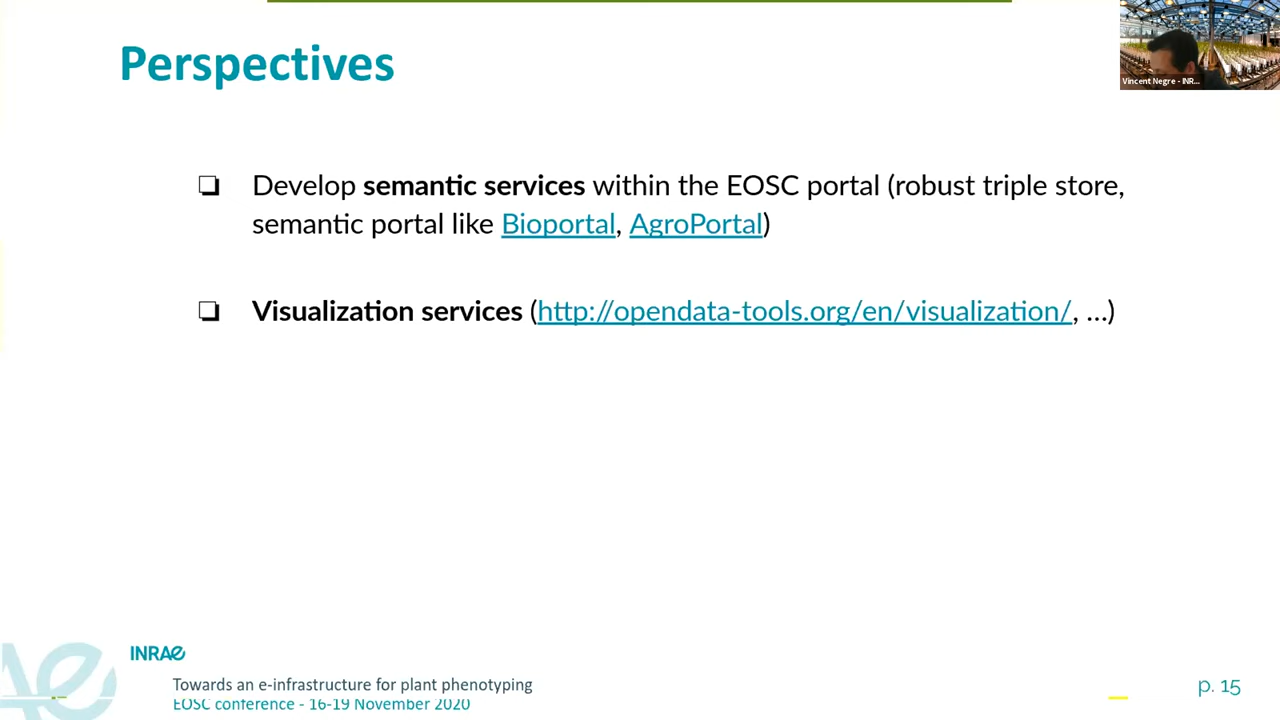 Perspectives
Vincent Negre - INR...
❏ Develop semantic services within the EOSC portal (robust triple store,
semantic portal like Bioportal, AgroPortal)
❏ Visualization services (http://opendata-tools.org/en/visualization/, ...)
INRAE
Towards an e-infrastructure for plant phenotyping
EOSC conference - 16-19 November 2020
p. 15